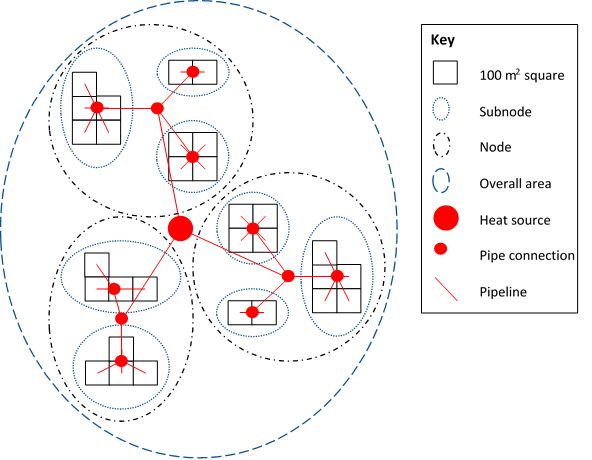 Key
100 m² square
Subnode
Node
Overall area
Heat source
Pipe connection
Pipeline